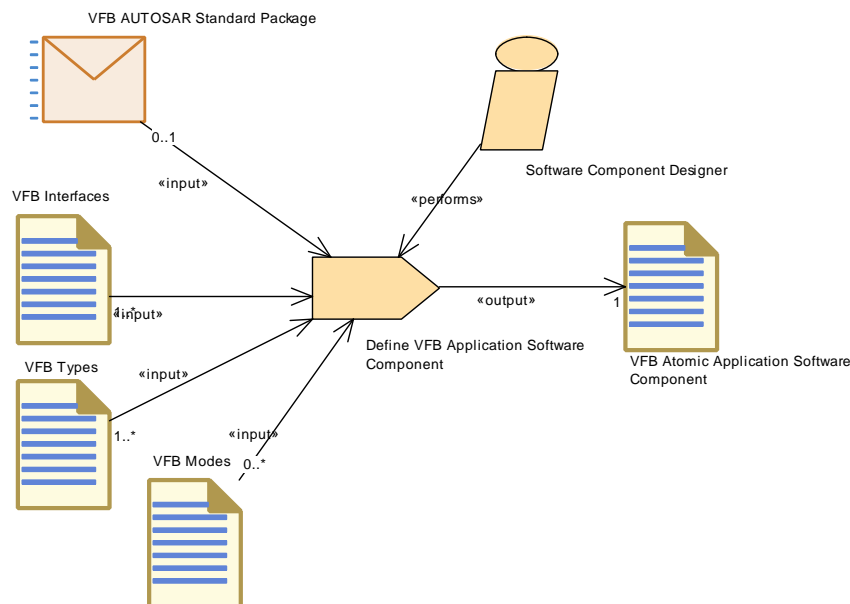 VFB AUTOSAR Standard Package
0..1
«input»
Software Component Designer
«performs»
VFB Interfaces
1..*
«input»
«output»
1
Define VFB Application Software
Component
VFB Atomic Application Software
Component
VFB Types
«input»
1..*
«input»
VFB Modes
0..*